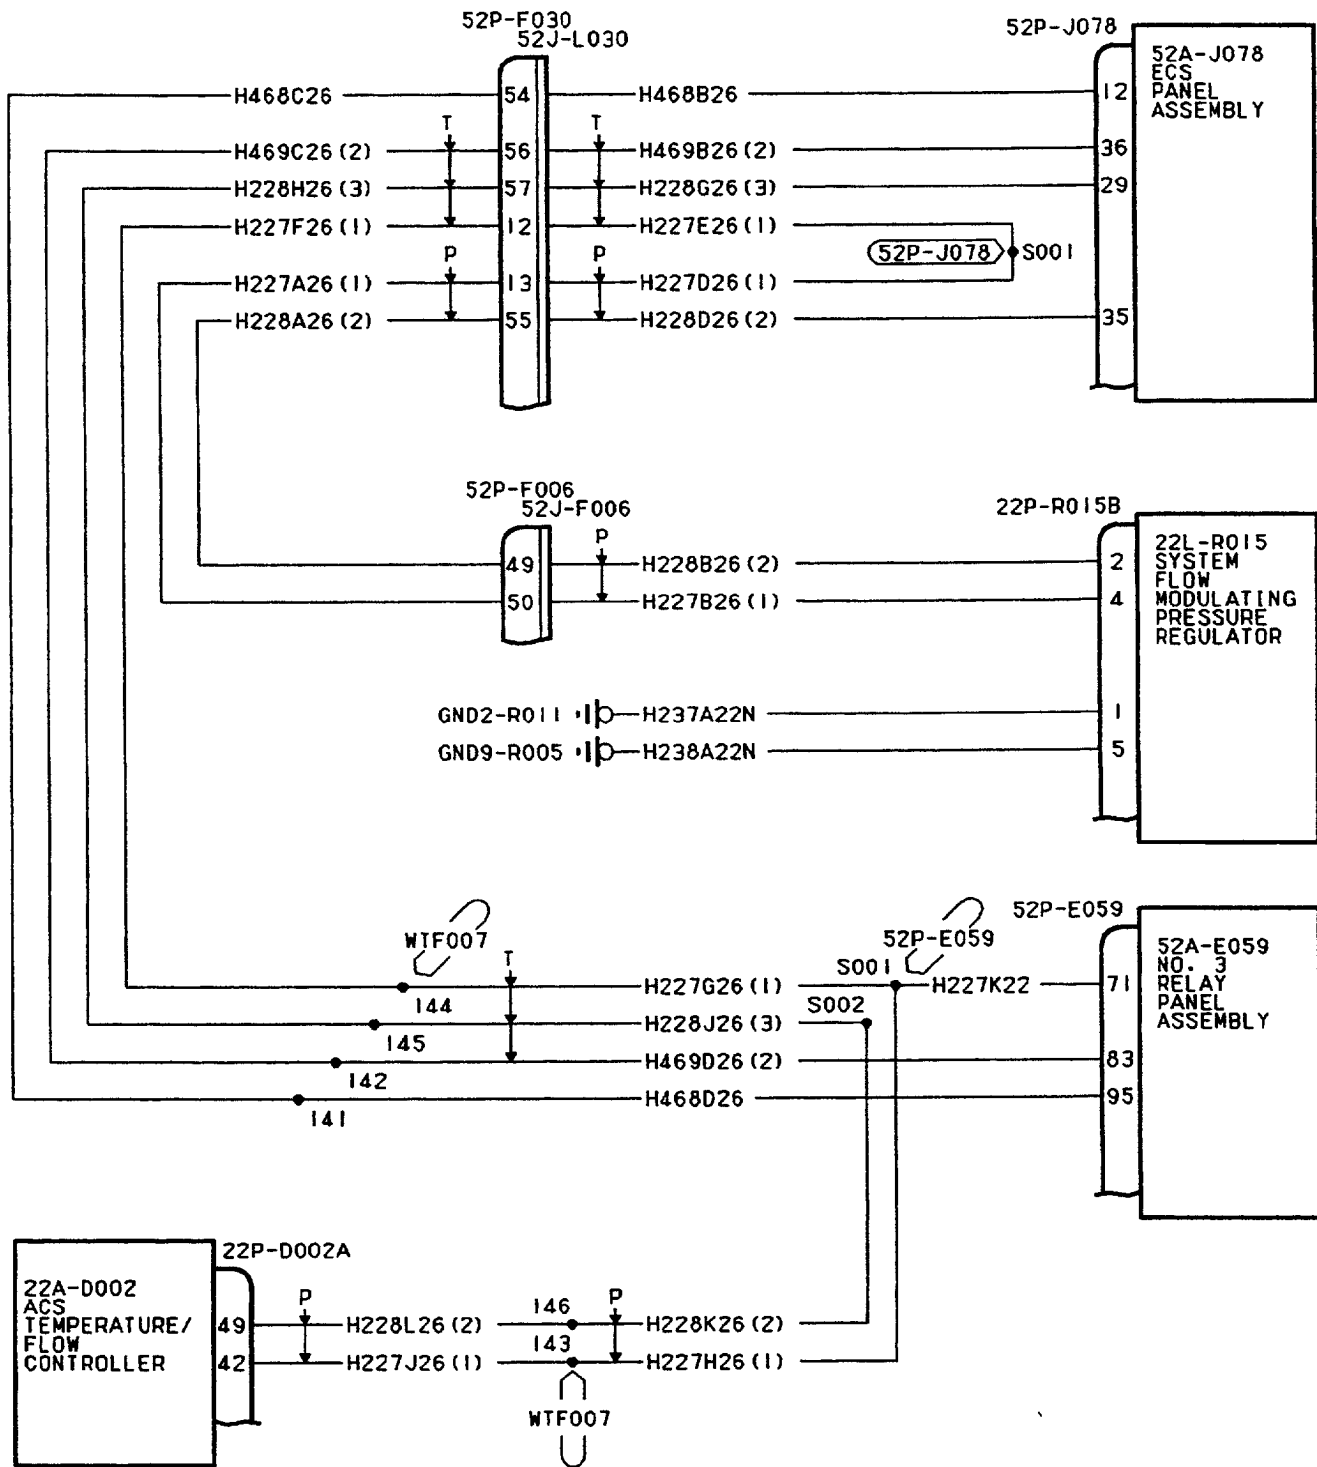 52P-F030
52J-L030
52P-J078
52A-J078
ECS
PANEL
ASSEMBLY
H468C26 54 H468B26 12
T T
H469C26(2) 56 H469B26(2) 36
H228H26(3) 57 H228G26(3) 29
H227F26(1) 12 H227E26(1)
P P 52P-J078 S001
H227A26(1) 13 H227D26(1)
H228A26(2) 55 H228D26(2) 35
52P-F006
52J-F006
22P-R015B
22L-R015
SYSTEM
FLOW
MODULATING
PRESSURE
REGULATOR
P
49 H228B26(2) 2
50 H227B26(1) 4
GND2-R011 H237A22N 1
GND9-R005 H238A22N 5
52P-E059
52A-E059
NO. 3
RELAY
PANEL
ASSEMBLY
WTF007 52P-E059
T S001
144 H227G26(1) H227K22 71
S002
145 H228J26(3)
142 H469D26(2) 83
141 H468D26 95
22P-D002A
22A-D002
ACS
TEMPERATURE/
FLOW
CONTROLLER
P 146 P
49 H228L26(2) H228K26(2)
143
42 H227J26(1) H227H26(1)
WTF007